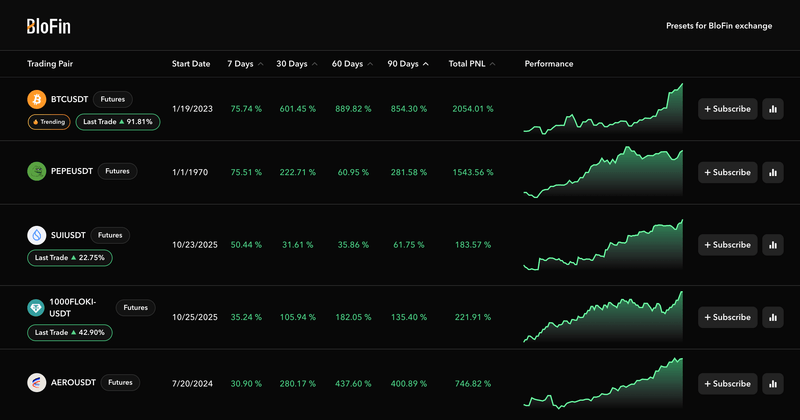 BloFin
Presets for BloFin exchange
Trading Pair Start Date 7 Days 30 Days 60 Days 90 Days Total PNL Performance
BTCUSDT Futures
Trending Last Trade ▲ 91.81%
1/19/2023 75.74 % 601.45 % 889.82 % 854.30 % 2054.01 %
+ Subscribe
PEPEUSDT Futures
1/1/1970 75.51 % 222.71 % 60.95 % 281.58 % 1543.56 %
+ Subscribe
SUIUSDT Futures
Last Trade ▲ 22.75%
10/23/2025 50.44 % 31.61 % 35.86 % 61.75 % 183.57 %
+ Subscribe
1000FLOKI-
USDT
Futures
Last Trade ▲ 42.90%
10/25/2025 35.24 % 105.94 % 182.05 % 135.40 % 221.91 %
+ Subscribe
AEROUSDT Futures
7/20/2024 30.90 % 280.17 % 437.60 % 400.89 % 746.82 %
+ Subscribe